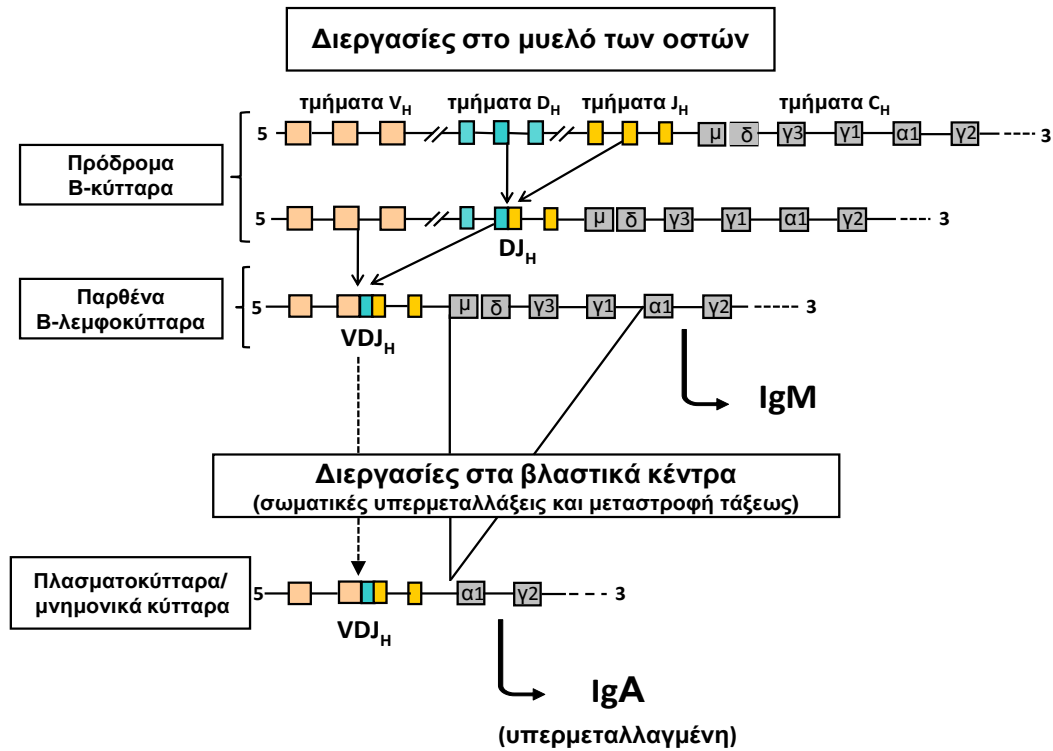 Διεργασίες στο μυελό των οστών
τμήματα VH τμήματα DH τμήματα JH τμήματα CH
5 μ δ γ3 γ1 α1 γ2 3
Πρόδρομα
Β-κύτταρα
5 μ δ γ3 γ1 α1 γ2 3
DJH
Παρθένα
Β-λεμφοκύτταρα
5 μ δ γ3 γ1 α1 γ2 3
VDJH
IgM
Διεργασίες στα βλαστικά κέντρα
(σωματικές υπερμεταλλάξεις και μεταστροφή τάξεως)
Πλασματοκύτταρα/
μνημονικά κύτταρα
5 α1 γ2 3
VDJH
IgA
(υπερμεταλλαγμένη)